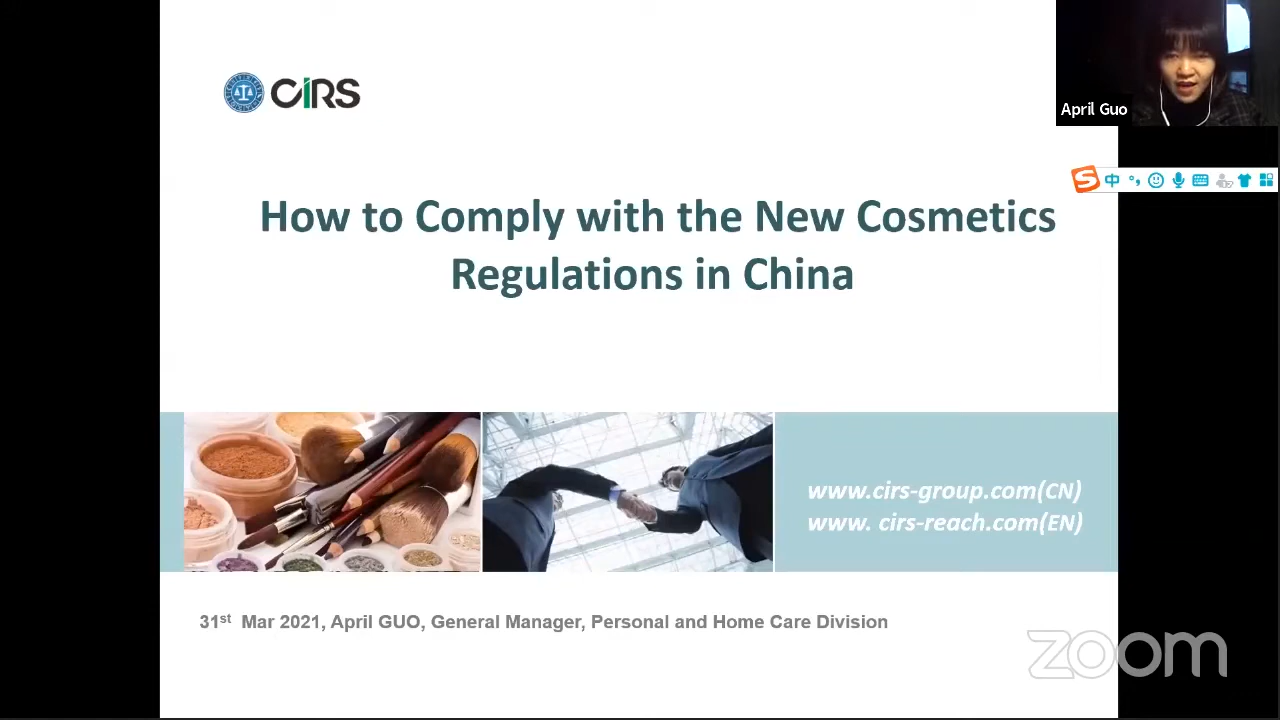 CIRS
April Guo
中
How to Comply with the New Cosmetics
Regulations in China
www.cirs-group.com(CN)
www. cirs-reach.com(EN)
31st Mar 2021, April GUO, General Manager, Personal and Home Care Division
zoom